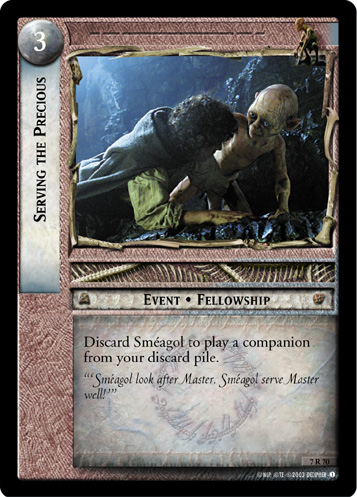 3
SERVING THE PRECIOUS
EVENT • FELLOWSHIP
Discard Sméagol to play a companion
from your discard pile.
"'Sméagol look after Master, Sméagol serve Master
well!'"
7 R 70